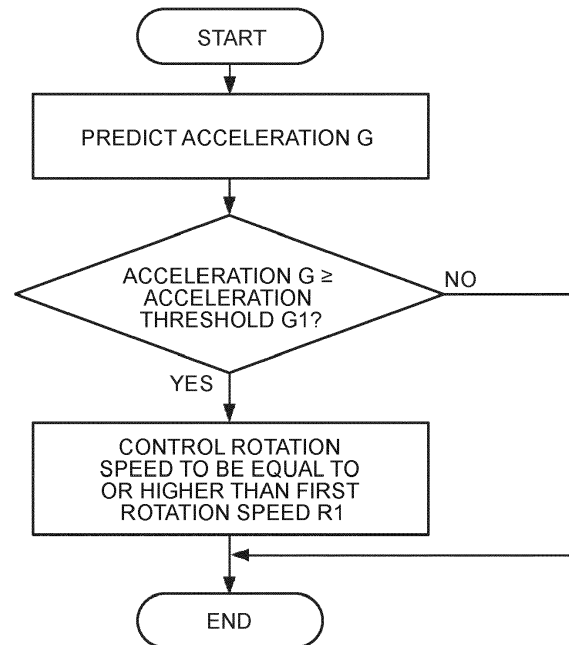 START
PREDICT ACCELERATION G
ACCELERATION G ≥
ACCELERATION
THRESHOLD G1?
NO
YES
CONTROL ROTATION
SPEED TO BE EQUAL TO
OR HIGHER THAN FIRST
ROTATION SPEED R1
END